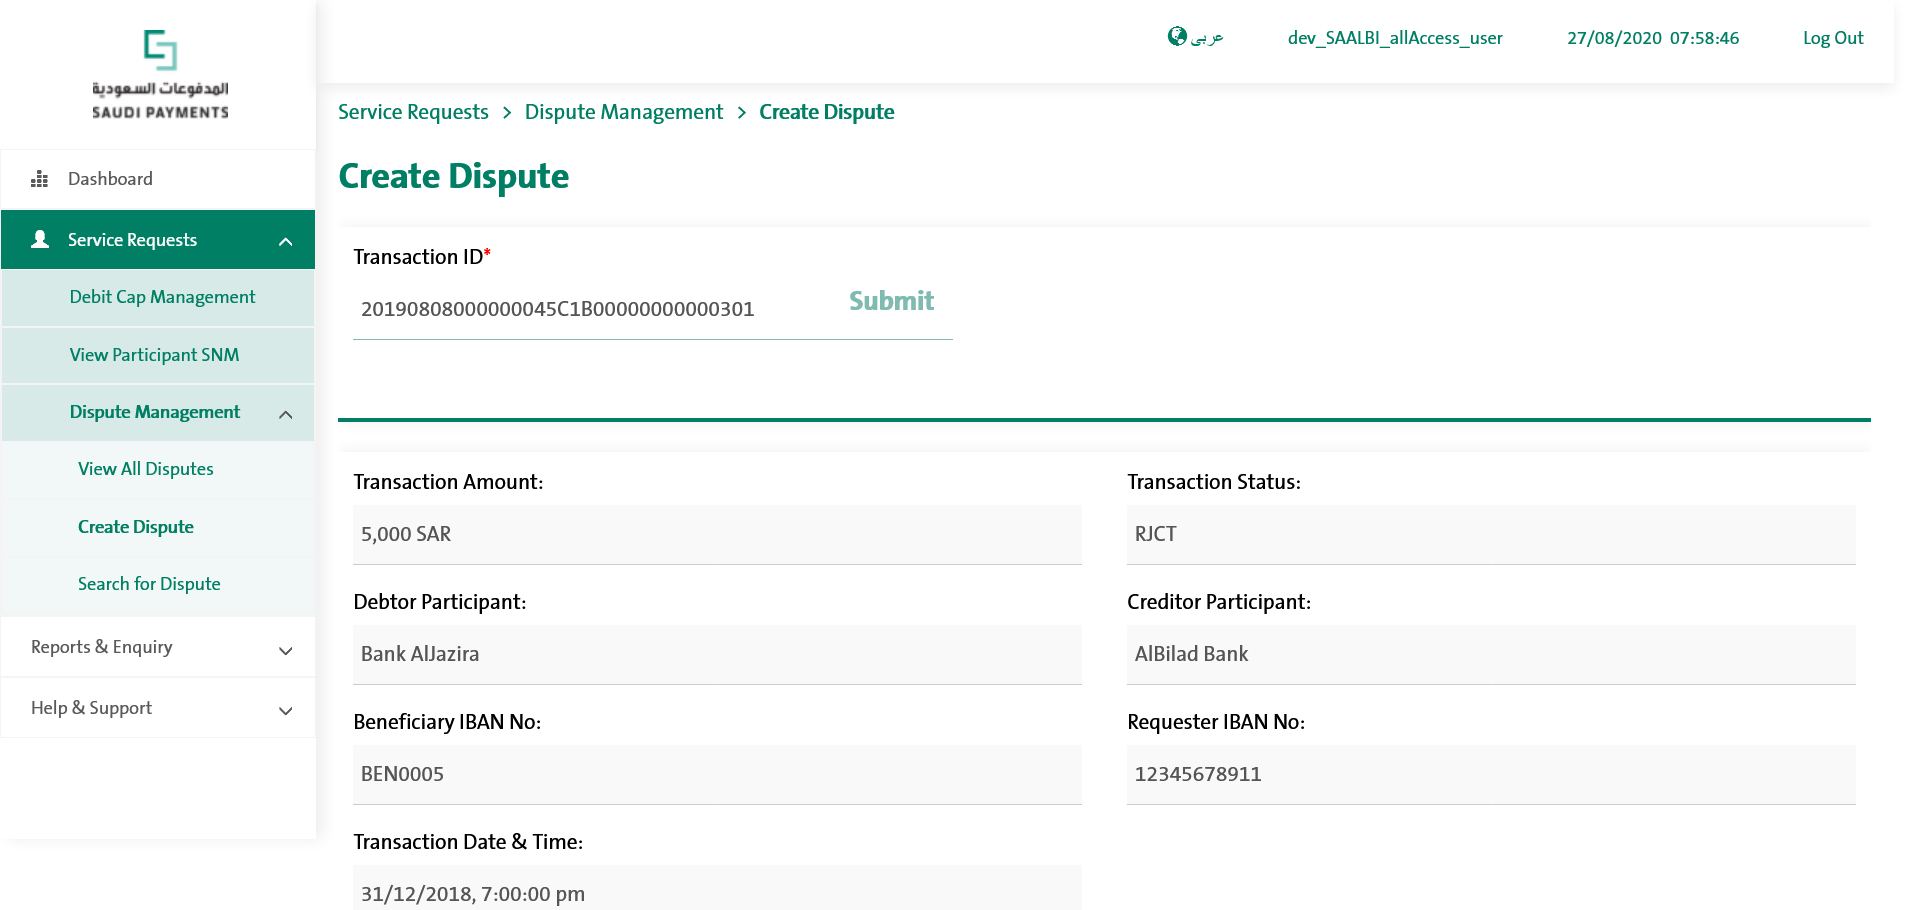 المدفوعات السعودية
SAUDI PAYMENTS
عربى
dev_SAALBI_allAccess_user
27/08/2020 07:58:46
Log Out
Dashboard
Service Requests
Debit Cap Management
View Participant SNM
Dispute Management
View All Disputes
Create Dispute
Search for Dispute
Reports & Enquiry
Help & Support
Service Requests > Dispute Management > Create Dispute
Create Dispute
Transaction ID*
20190808000000045C1B00000000000301
Submit
Transaction Amount:
5,000 SAR
Transaction Status:
RJCT
Debtor Participant:
Bank AlJazira
Creditor Participant:
AlBilad Bank
Beneficiary IBAN No:
BEN0005
Requester IBAN No:
12345678911
Transaction Date & Time:
31/12/2018, 7:00:00 pm